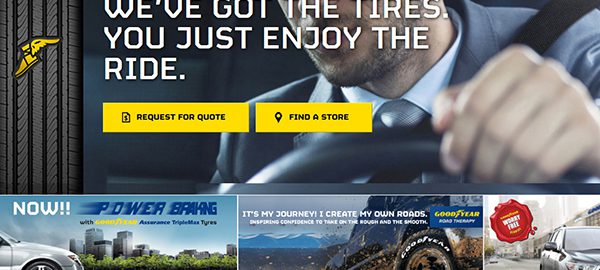 WE'VE GOT THE TIRES.
YOU JUST ENJOY THE
RIDE.
REQUEST FOR QUOTE
FIND A STORE
NOW!! POWER BRAKING
with GOODYEAR Assurance TripleMax Tyres
IT'S MY JOURNEY! I CREATE MY OWN ROADS.
INSPIRING CONFIDENCE TO TAKE ON THE ROUGH AND THE SMOOTH.
GOODYEAR
ROAD THERAPY
GOODYEAR
WORRY
FREE